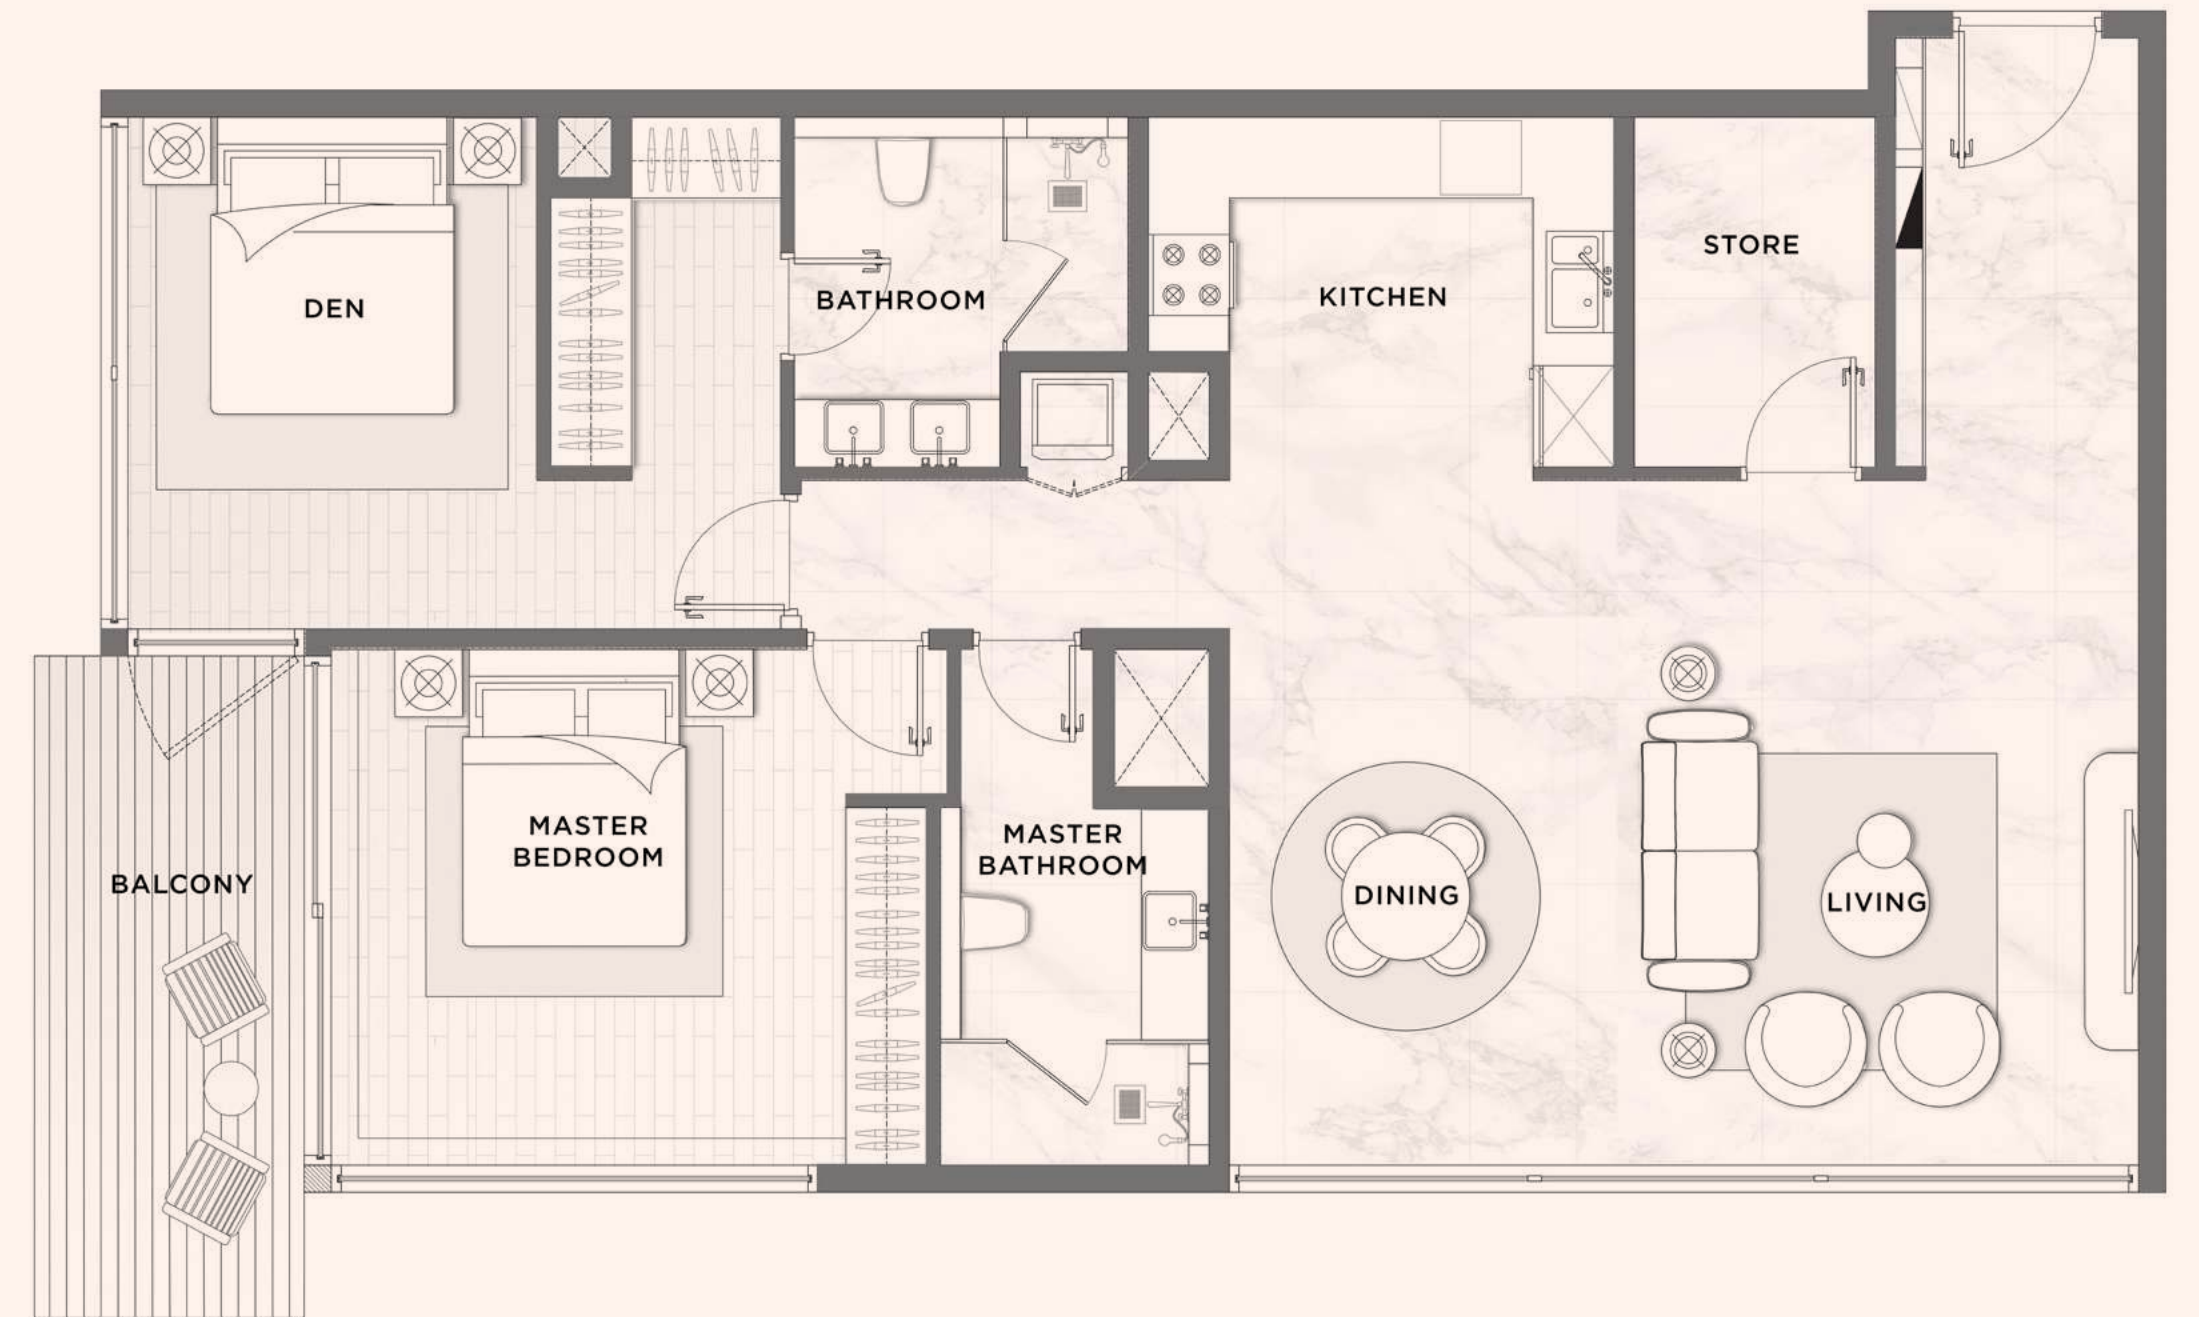 STORE
KITCHEN
BATHROOM
DEN
MASTER
BEDROOM
MASTER
BATHROOM
BALCONY
DINING
LIVING